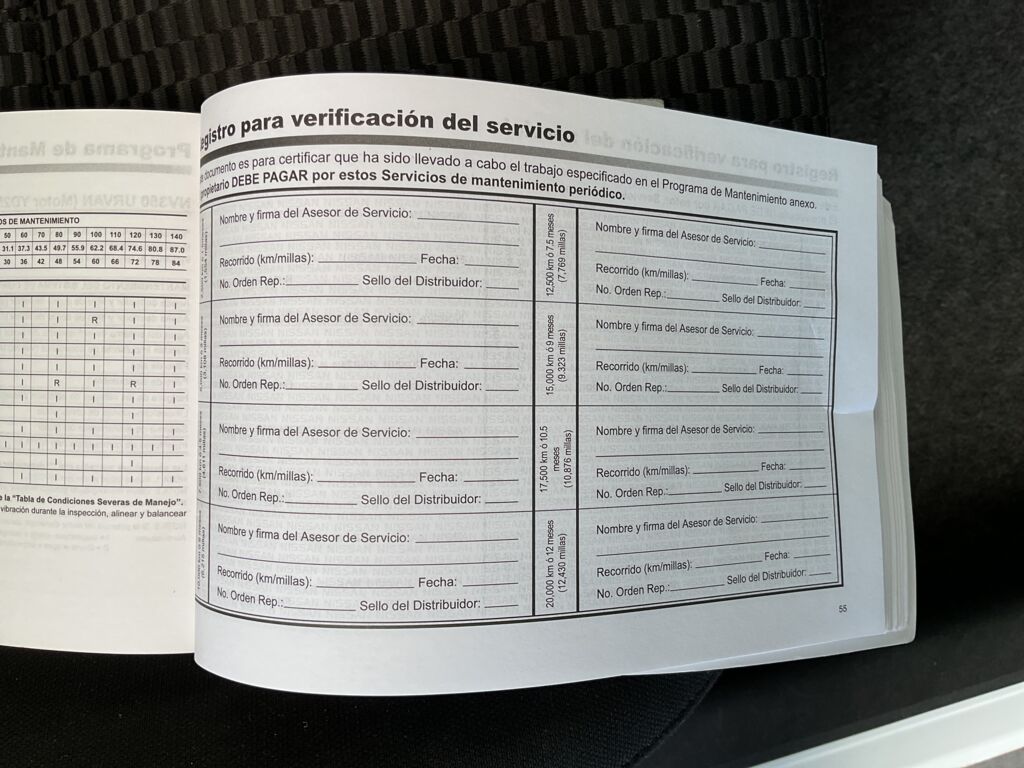 OS DE MANTENIMIENTO
50 60 70 80 90 100 110 120 130 140
31.1 37.3 43.5 49.7 55.9 62.2 68.4 74.6 80.8 87.0
30 36 42 48 54 60 66 72 78 84
I I I I I
I I R I I
I I I I I
I I I I I
I I I I I
I R I R I
I I I
I I I I I
I I I I I I I I I I
I I
I I I I I
e la "Tabla de Condiciones Severas de Manejo".
vibración durante la inspección, alinear y balancear
egistro para verificación del servicio
documento es para certificar que ha sido llevado a cabo el trabajo especificado en el Programa de Mantenimiento anexo.
propietario DEBE PAGAR por estos Servicios de mantenimiento periódico.
Nombre y firma del Asesor de Servicio:
Recorrido (km/millas): Fecha:
No. Orden Rep.: Sello del Distribuidor:
Nombre y firma del Asesor de Servicio:
Recorrido (km/millas): Fecha:
No. Orden Rep.: Sello del Distribuidor:
Nombre y firma del Asesor de Servicio:
Recorrido (km/millas): Fecha:
No. Orden Rep.: Sello del Distribuidor:
Nombre y firma del Asesor de Servicio:
Recorrido (km/millas): Fecha:
No. Orden Rep.: Sello del Distribuidor:
12,500 km ó 7.5 meses
(7,769 millas)
Nombre y firma del Asesor de Servicio:
Recorrido (km/millas): Fecha:
No. Orden Rep.: Sello del Distribuidor:
15,000 km ó 9 meses
(9,323 millas)
Nombre y firma del Asesor de Servicio:
Recorrido (km/millas): Fecha:
No. Orden Rep.: Sello del Distribuidor:
17,500 km ó 10.5
meses
(10,876 millas)
Nombre y firma del Asesor de Servicio:
Recorrido (km/millas): Fecha:
No. Orden Rep.: Sello del Distribuidor:
20,000 km ó 12 meses
(12,430 millas)
Nombre y firma del Asesor de Servicio:
Recorrido (km/millas): Fecha:
No. Orden Rep.: Sello del Distribuidor:
55